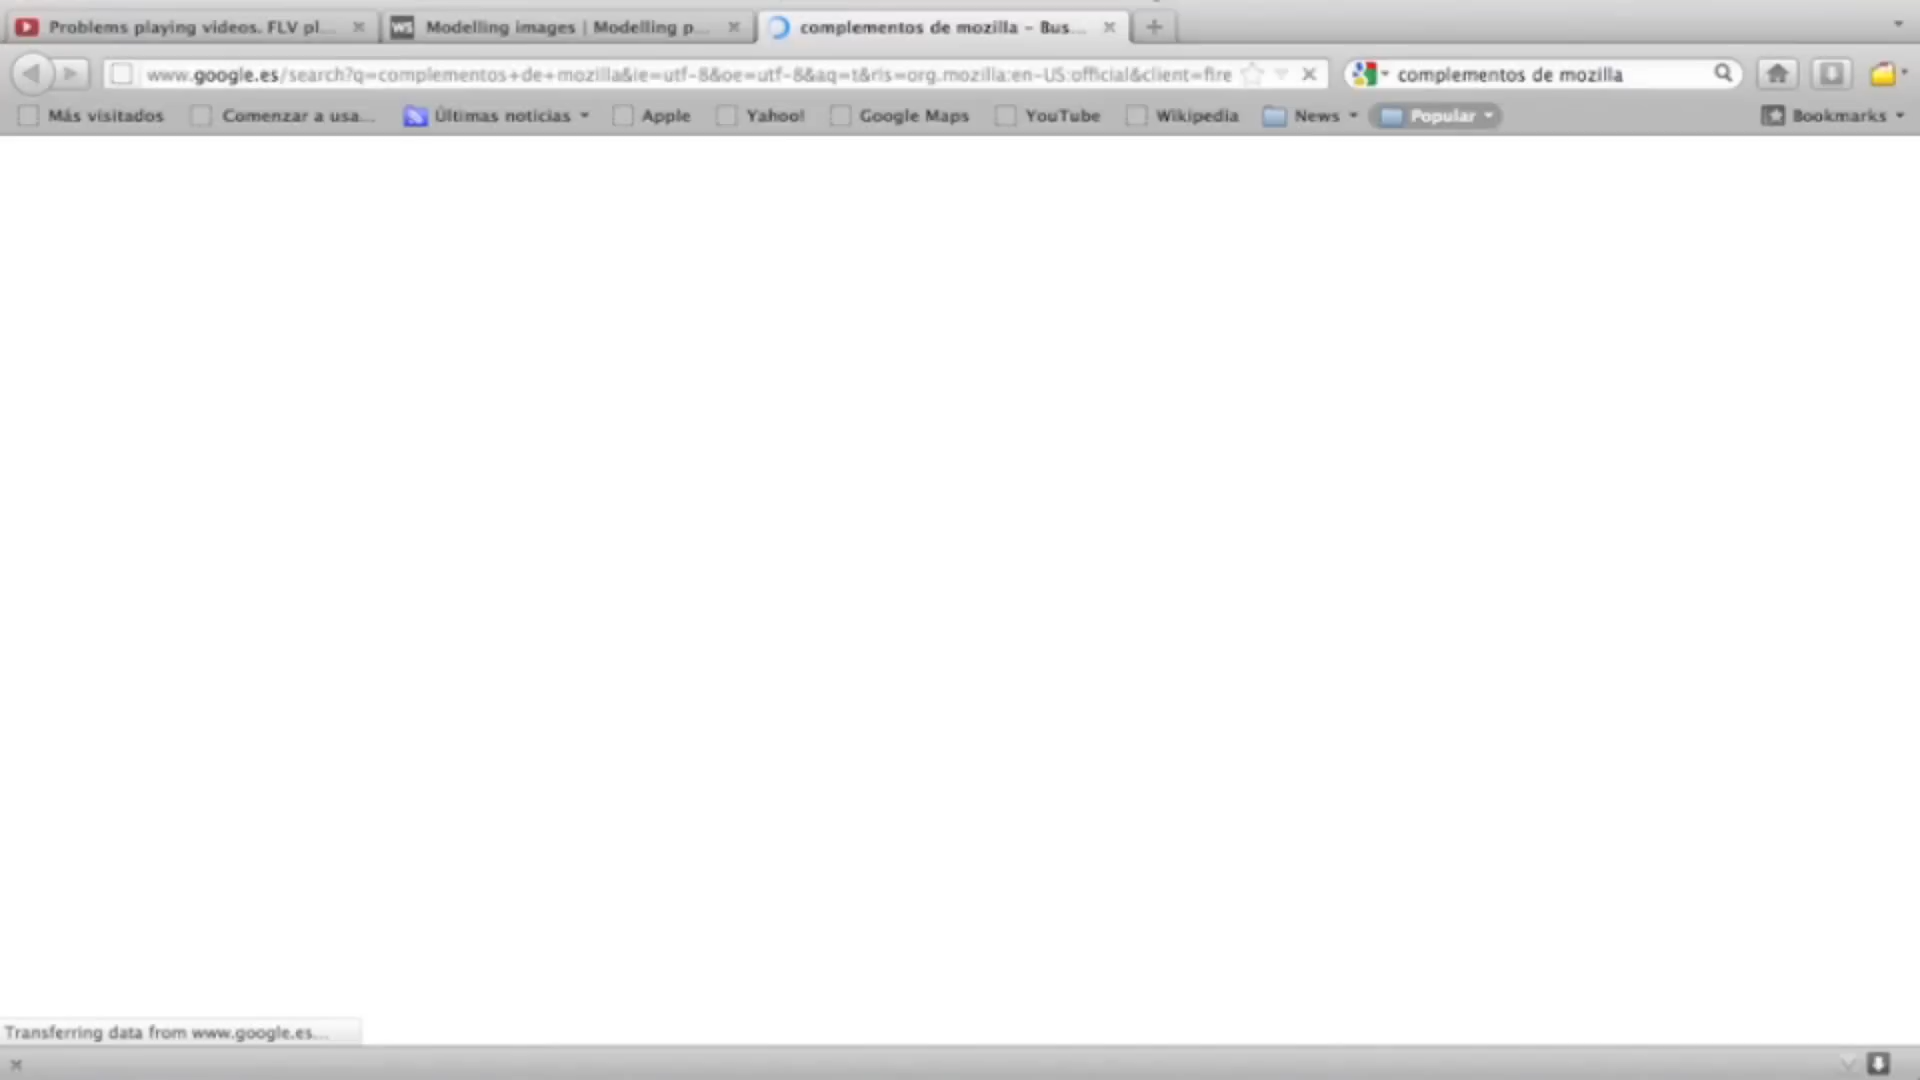 Problems playing videos. FLV pl...
WS Modelling images | Modelling p...
complementos de mozilla - Bus...
www.google.es/search?q=complementos+de+mozilla&ie=utf-8&oe=utf-8&aq=t&rls=org.mozilla:en-US:official&client=fire
complementos de mozilla
Más visitados Comenzar a usa... Últimas noticias Apple Yahoo! Google Maps YouTube Wikipedia News Popular Bookmarks
Transferring data from www.google.es...